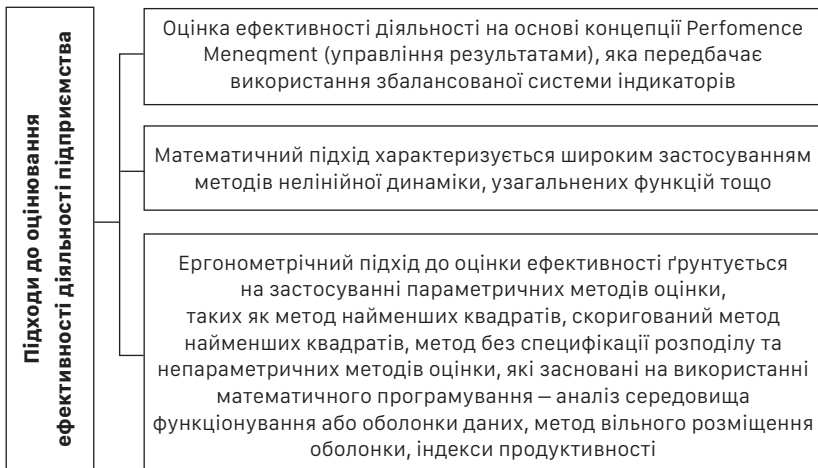 Підходи до оцінювання
ефективності діяльності підприємства
Оцінка ефективності діяльності на основі концепції Perfomence
Meneqment (управління результатами), яка передбачає
використання збалансованої системи індикаторів
Математичний підхід характеризується широким застосуванням
методів нелінійної динаміки, узагальнених функцій тощо
Ергонометрічний підхід до оцінки ефективності ґрунтується
на застосуванні параметричних методів оцінки,
таких як метод найменших квадратів, скоригований метод
найменших квадратів, метод без специфікації розподілу та
непараметричних методів оцінки, які засновані на використанні
математичного програмування – аналіз середовища
функціонування або оболонки даних, метод вільного розміщення
оболонки, індекси продуктивності